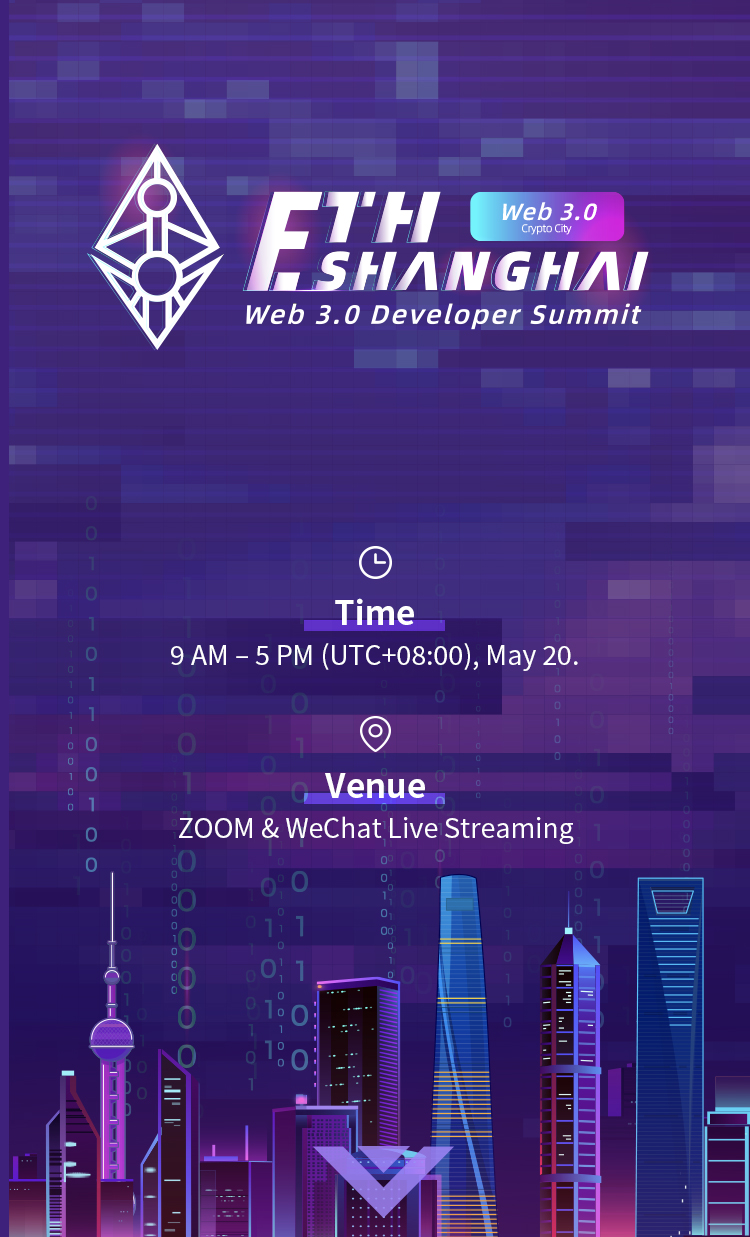 ETH
Web 3.0
Crypto City
SHANGHAI
Web 3.0 Developer Summit
Time
9 AM – 5 PM (UTC+08:00), May 20.
Venue
ZOOM & WeChat Live Streaming